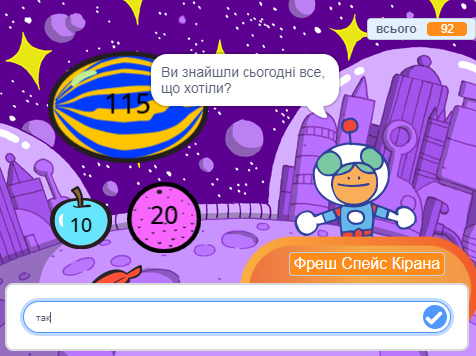 всього 92
Ви знайшли сьогодні все,
що хотіли?
115
20
10
Фреш Спейс Кірана
так